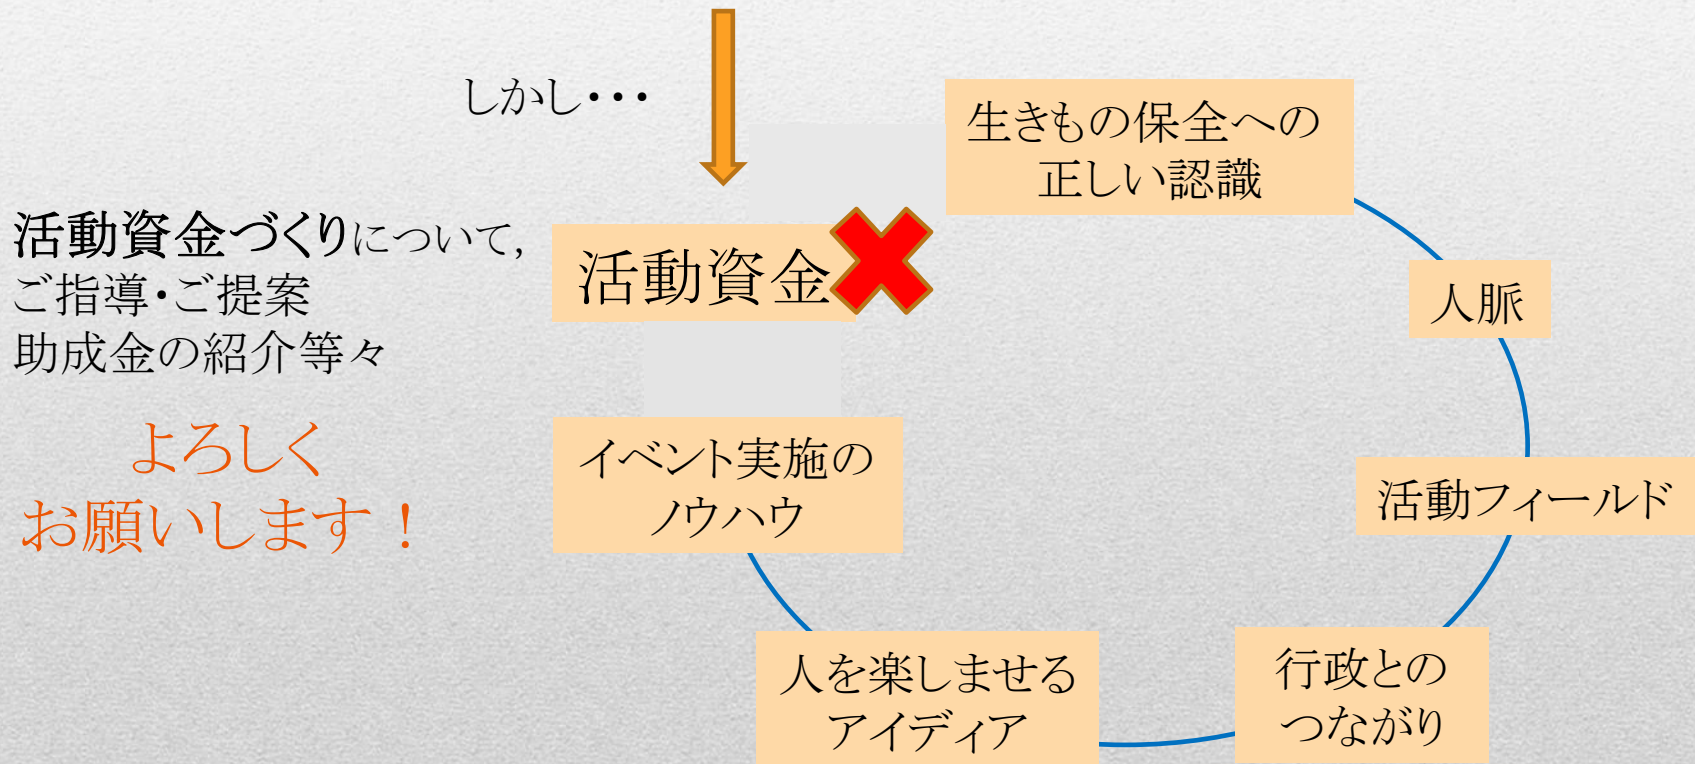 しかし・・・
活動資金づくりについて,
ご指導・ご提案
助成金の紹介等々
よろしく
お願いします！
活動資金
生きもの保全への
正しい認識
人脈
活動フィールド
行政との
つながり
人を楽しませる
アイディア
イベント実施の
ノウハウ